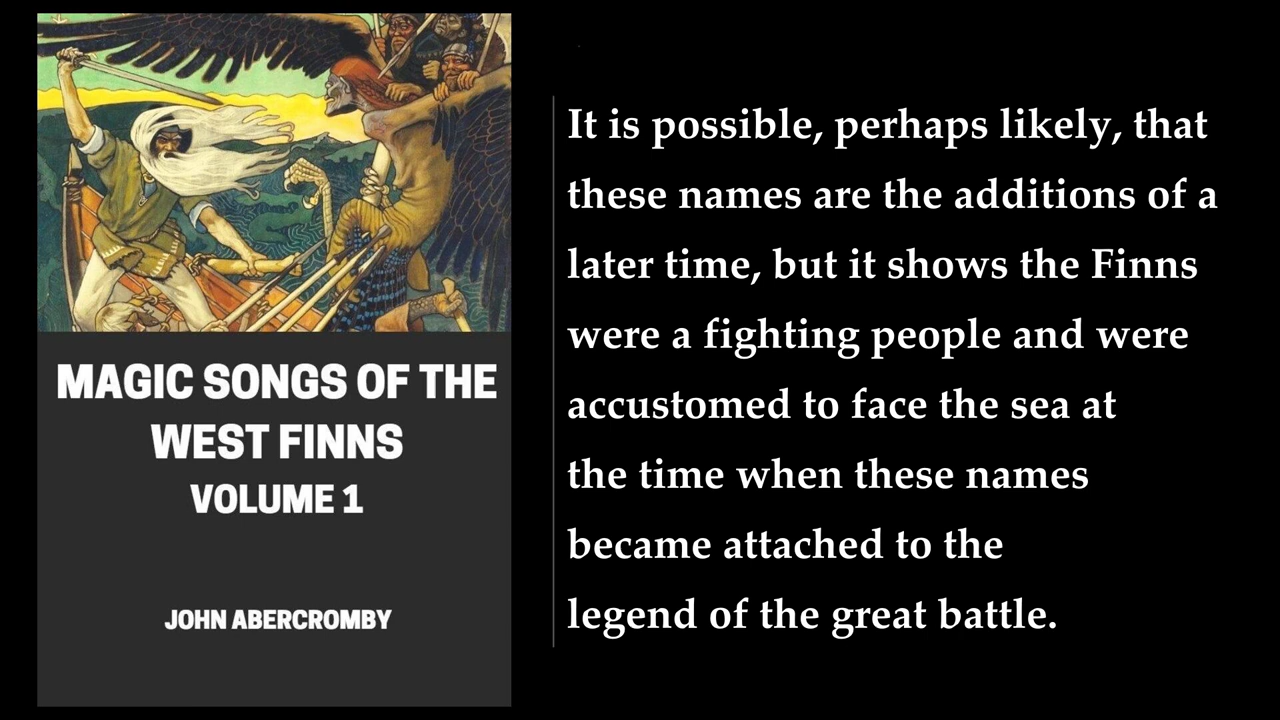 MAGIC SONGS OF THE
WEST FINNS
VOLUME 1
JOHN ABERCROMBY
It is possible, perhaps likely, that
these names are the additions of a
later time, but it shows the Finns
were a fighting people and were
accustomed to face the sea at
the time when these names
became attached to the
legend of the great battle.